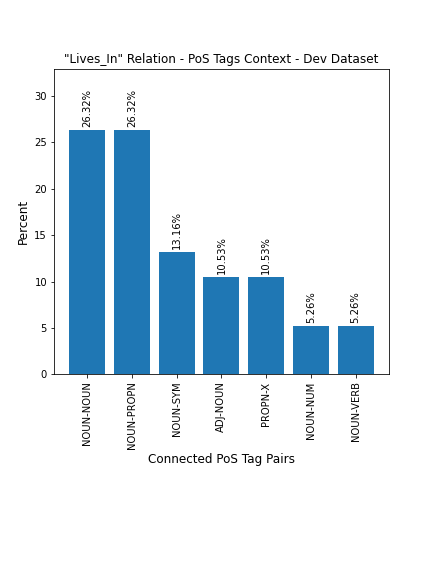 "Lives_In" Relation - PoS Tags Context - Dev Dataset
Percent
30
25
20
15
10
5
0
26.32%
26.32%
13.16%
10.53%
10.53%
5.26%
5.26%
NOUN-NOUN
NOUN-PROPN
NOUN-SYM
ADJ-NOUN
PROPN-X
NOUN-NUM
NOUN-VERB
Connected PoS Tag Pairs